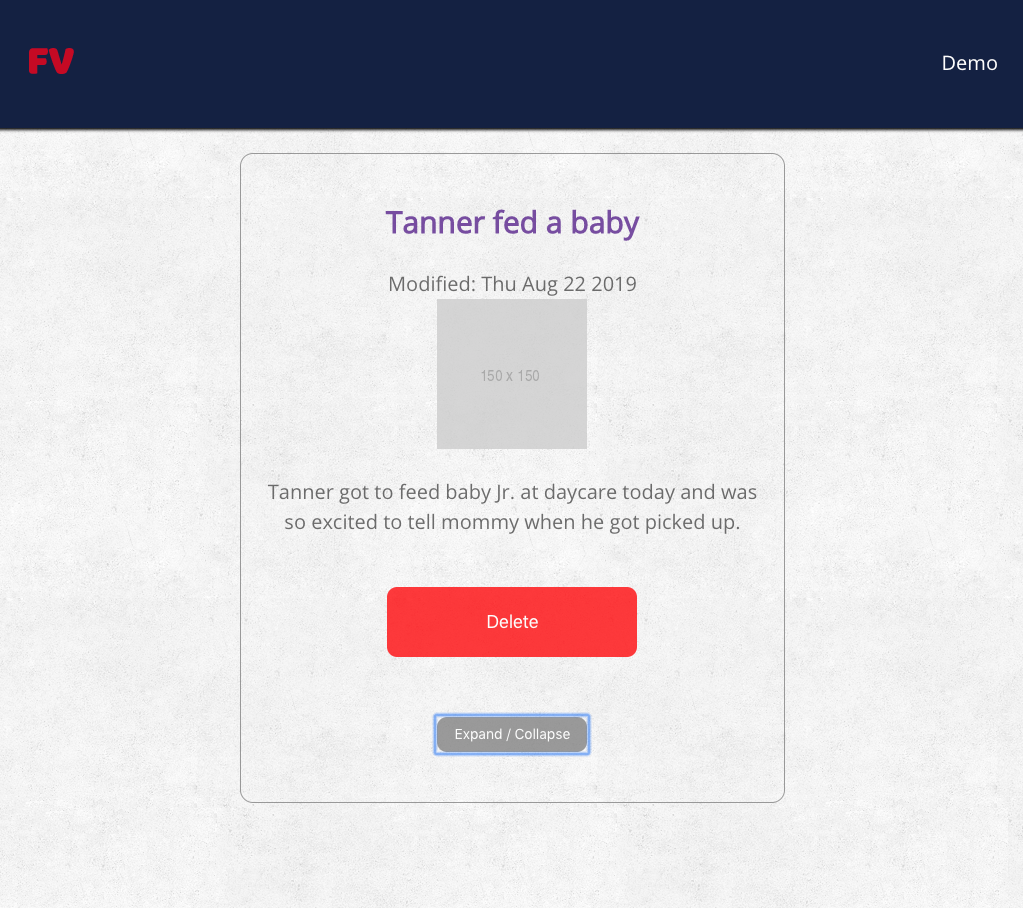 FV
Demo
Tanner fed a baby
Modified: Thu Aug 22 2019
150 x 150
Tanner got to feed baby Jr. at daycare today and was
so excited to tell mommy when he got picked up.
Delete
Expand / Collapse